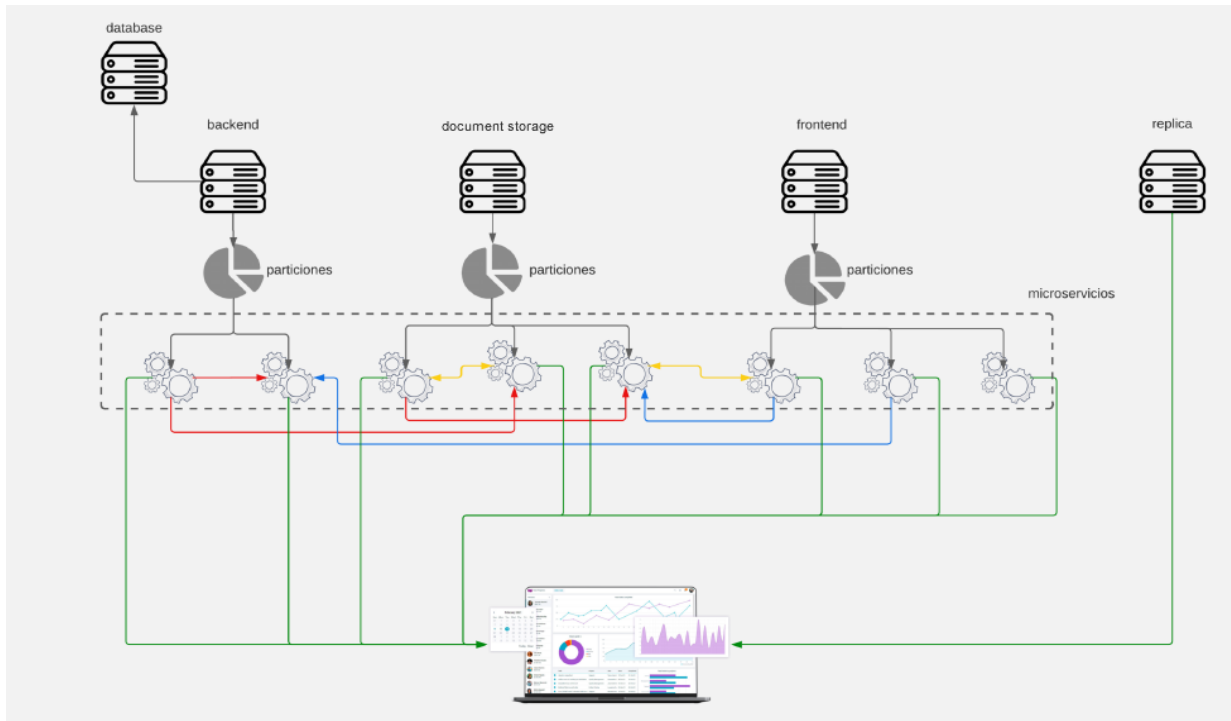 database
backend
document storage
frontend
replica
particiones
particiones
particiones
microservicios